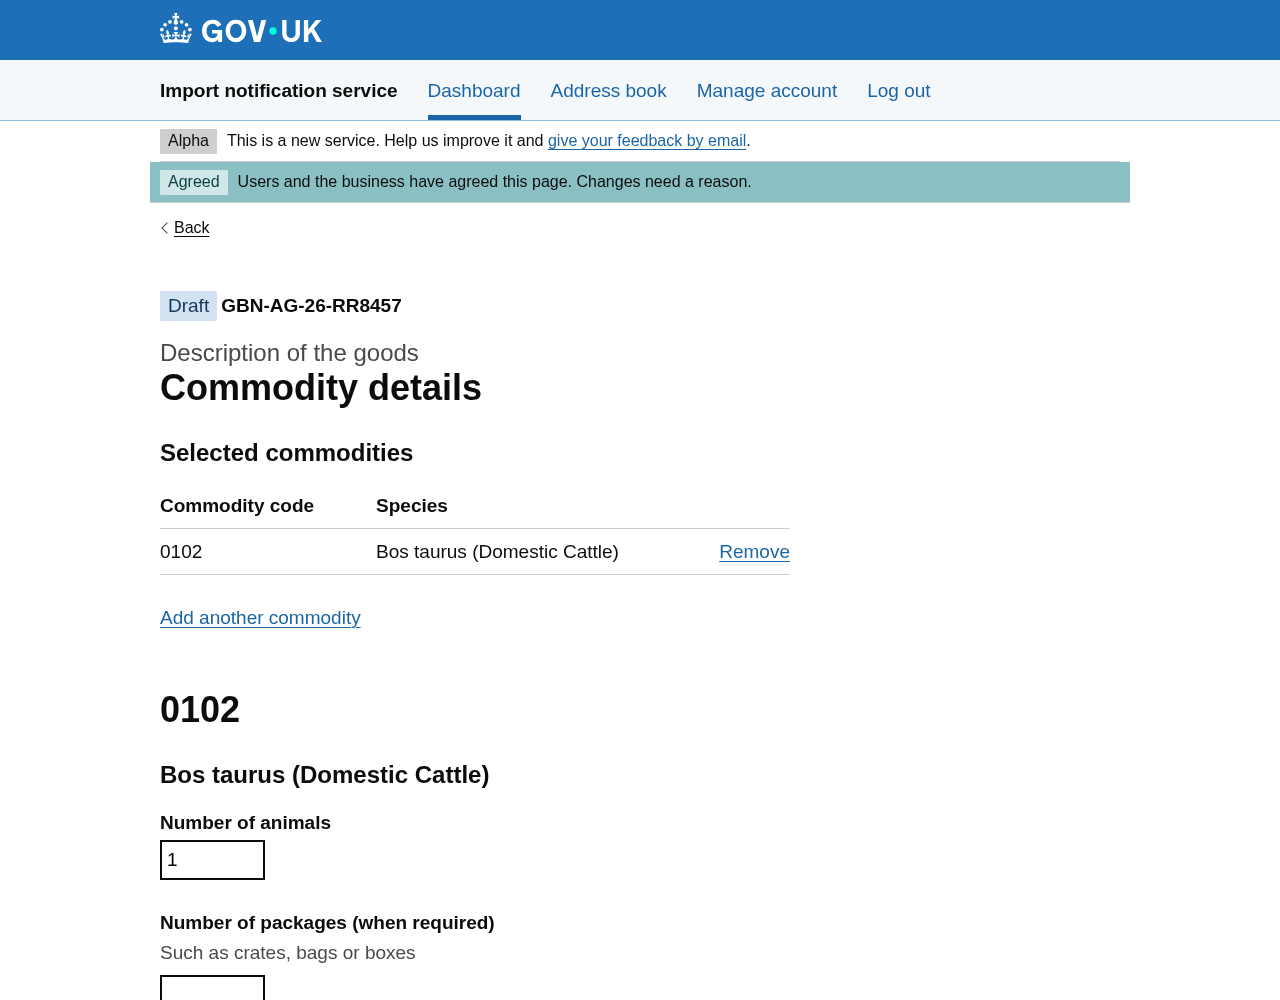 GOV.UK
Import notification service Dashboard Address book Manage account Log out
Alpha This is a new service. Help us improve it and give your feedback by email.
Agreed Users and the business have agreed this page. Changes need a reason.
Back
Draft GBN-AG-26-RR8457
Description of the goods
Commodity details
Selected commodities
Commodity code Species
0102 Bos taurus (Domestic Cattle) Remove
Add another commodity
0102
Bos taurus (Domestic Cattle)
Number of animals
1
Number of packages (when required)
Such as crates, bags or boxes